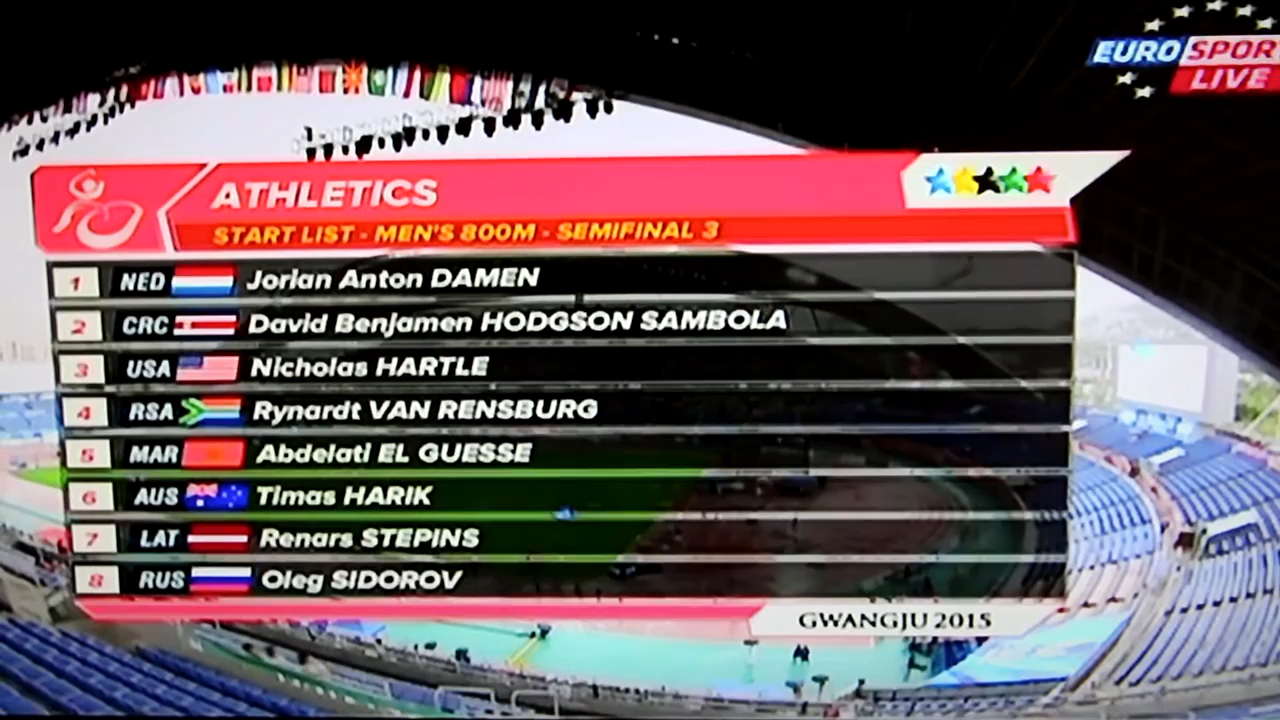 EUROSPOR
LIVE
ATHLETICS
START LIST - MEN'S 800M - SEMIFINAL 3
1 NED Jorian Anton DAMEN
2 CRC David Benjamen HODGSON SAMBOLA
3 USA Nicholas HARTLE
4 RSA Rynardt VAN RENSBURG
5 MAR Abdelati EL GUESSE
6 AUS Timas HARIK
7 LAT Renars STEPINS
8 RUS Oleg SIDOROV
GWANGJU 2015